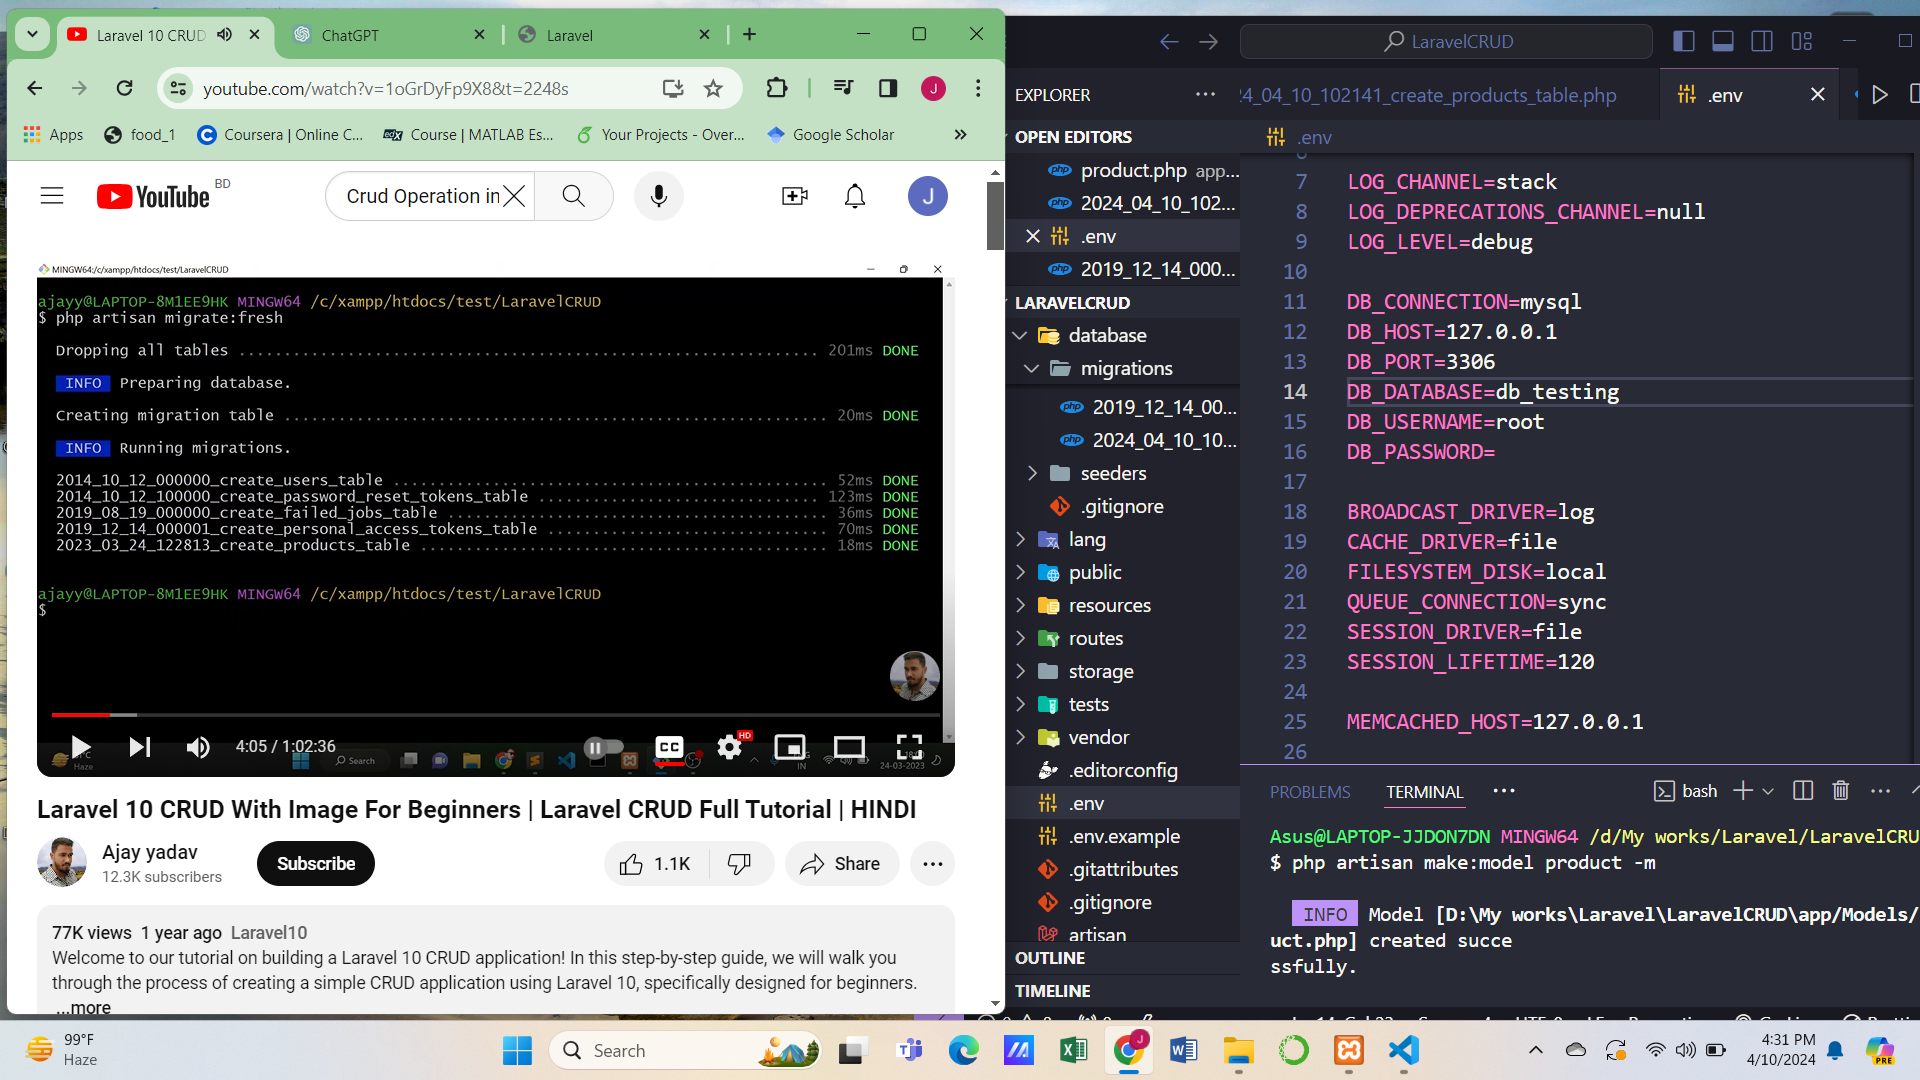 Laravel 10 CRUD
ChatGPT
Laravel
youtube.com/watch?v=1oGrDyFp9X8&t=2248s
J
Apps
food_1
Coursera | Online C...
Course | MATLAB Es...
Your Projects - Over...
Google Scholar
YouTube
BD
Crud Operation in
J
MINGW64:/c/xampp/htdocs/test/LaravelCRUD
ajayy@LAPTOP-8M1EE9HK MINGW64 /c/xampp/htdocs/test/LaravelCRUD
$ php artisan migrate:fresh
Dropping all tables ................................................................ 201ms DONE
INFO Preparing database.
Creating migration table ........................................................... 20ms DONE
INFO Running migrations.
2014_10_12_000000_create_users_table ............................................... 52ms DONE
2014_10_12_100000_create_password_reset_tokens_table ............................... 123ms DONE
2019_08_19_000000_create_failed_jobs_table ......................................... 36ms DONE
2019_12_14_000001_create_personal_access_tokens_table .............................. 70ms DONE
2023_03_24_122813_create_products_table ............................................ 18ms DONE
ajayy@LAPTOP-8M1EE9HK MINGW64 /c/xampp/htdocs/test/LaravelCRUD
$
4:05 / 1:02:36
CC
HD
Haze
Search
IN
24-03-2023
Laravel 10 CRUD With Image For Beginners | Laravel CRUD Full Tutorial | HINDI
Ajay yadav
12.3K subscribers
Subscribe
1.1K
Share
77K views 1 year ago Laravel10
Welcome to our tutorial on building a Laravel 10 CRUD application! In this step-by-step guide, we will walk you
through the process of creating a simple CRUD application using Laravel 10, specifically designed for beginners.
...more
LaravelCRUD
EXPLORER
4_04_10_102141_create_products_table.php
.env
OPEN EDITORS
product.php app...
2024_04_10_102...
.env
2019_12_14_000...
LARAVELCRUD
database
migrations
2019_12_14_00...
2024_04_10_10...
seeders
.gitignore
lang
public
resources
routes
storage
tests
vendor
.editorconfig
.env
.env.example
.gitattributes
.gitignore
artisan
OUTLINE
TIMELINE
.env
7 LOG_CHANNEL=stack
8 LOG_DEPRECATIONS_CHANNEL=null
9 LOG_LEVEL=debug
10
11 DB_CONNECTION=mysql
12 DB_HOST=127.0.0.1
13 DB_PORT=3306
14 DB_DATABASE=db_testing
15 DB_USERNAME=root
16 DB_PASSWORD=
17
18 BROADCAST_DRIVER=log
19 CACHE_DRIVER=file
20 FILESYSTEM_DISK=local
21 QUEUE_CONNECTION=sync
22 SESSION_DRIVER=file
23 SESSION_LIFETIME=120
24
25 MEMCACHED_HOST=127.0.0.1
26
PROBLEMS
TERMINAL
bash
Asus@LAPTOP-JJDON7DN MINGW64 /d/My works/Laravel/LaravelCRU
$ php artisan make:model product -m
INFO Model [D:\My works\Laravel\LaravelCRUD\app/Models/
uct.php] created succe
ssfully.
99°F
Haze
Search
4:31 PM
4/10/2024
PRE